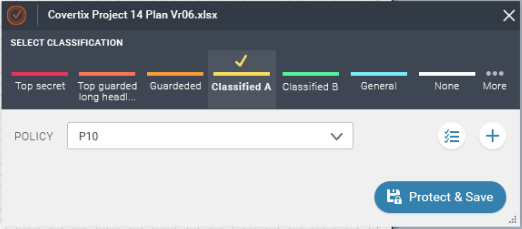 Covertix Project 14 Plan Vr06.xlsx
SELECT CLASSIFICATION
Top secret
Top guarded
long headl...
Guardeded
Classified A
Classified B
General
None
More
POLICY
P10
Protect & Save